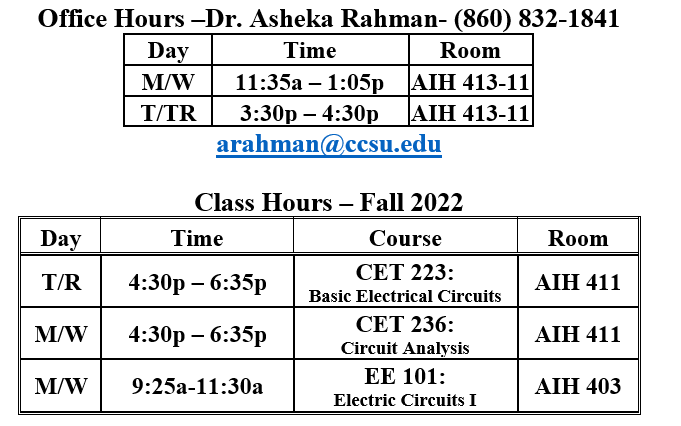 Office Hours –Dr. Asheka Rahman- (860) 832-1841
Day Time Room
M/W 11:35a – 1:05p AIH 413-11
T/TR 3:30p – 4:30p AIH 413-11
arahman@ccsu.edu
Class Hours – Fall 2022
Day Time Course Room
T/R 4:30p – 6:35p CET 223: AIH 411
Basic Electrical Circuits
M/W 4:30p – 6:35p CET 236: AIH 411
Circuit Analysis
M/W 9:25a-11:30a EE 101: AIH 403
Electric Circuits I